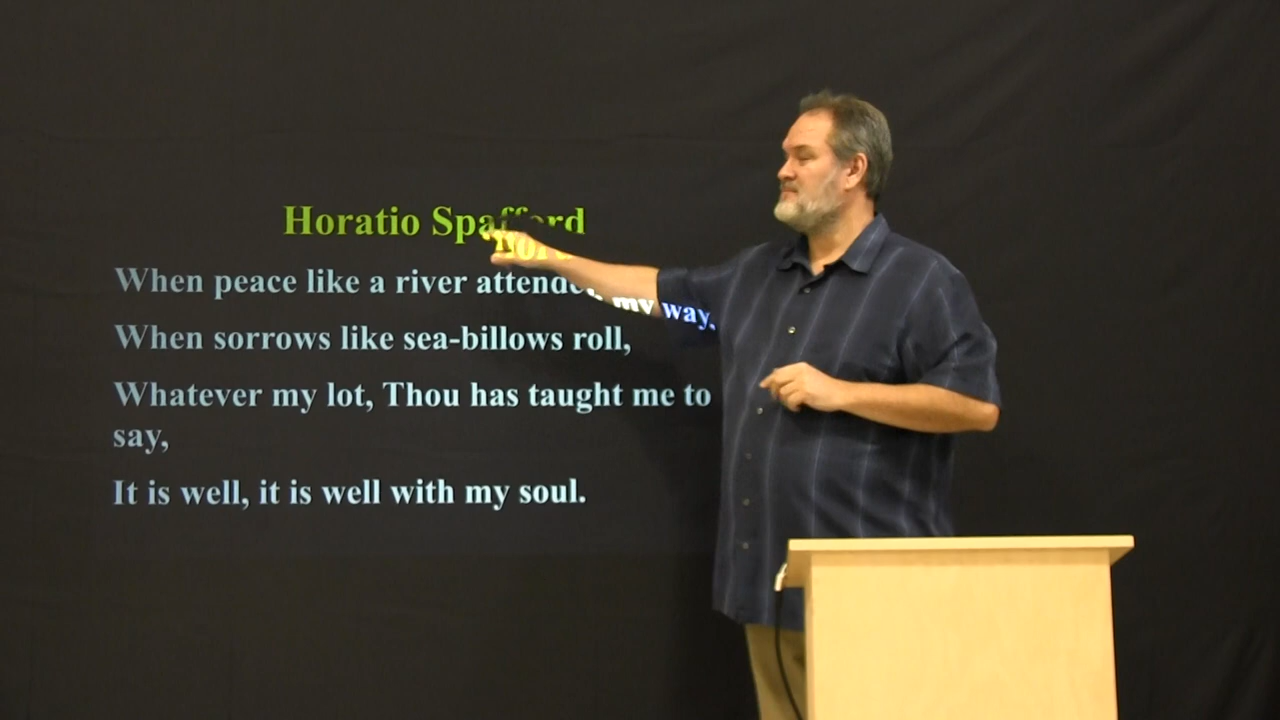 Horatio Spafford
When peace like a river attendeth my way,
When sorrows like sea-billows roll,
Whatever my lot, Thou has taught me to
say,
It is well, it is well with my soul.